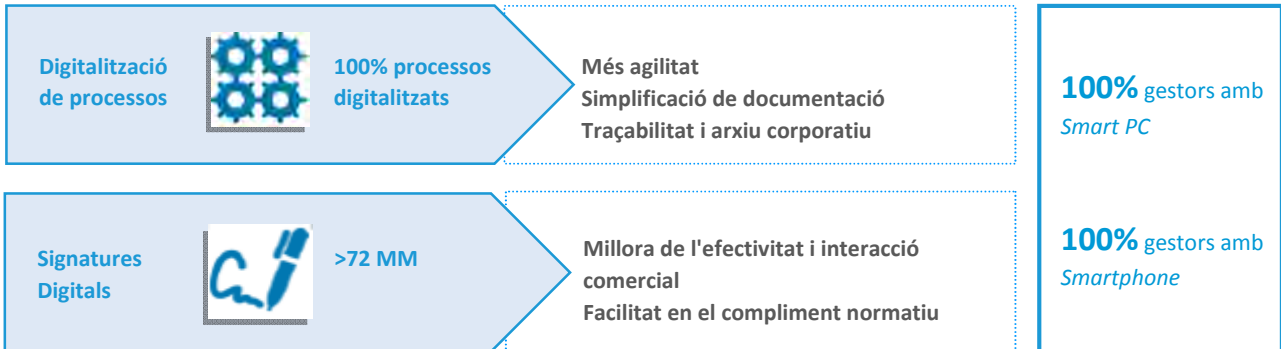 Digitalització
de processos
100% processos
digitalitzats
Més agilitat
Simplificació de documentació
Traçabilitat i arxiu corporatiu
Signatures
Digitals
>72 MM
Millora de l'efectivitat i interacció
comercial
Facilitat en el compliment normatiu
100% gestors amb
Smart PC
100% gestors amb
Smartphone